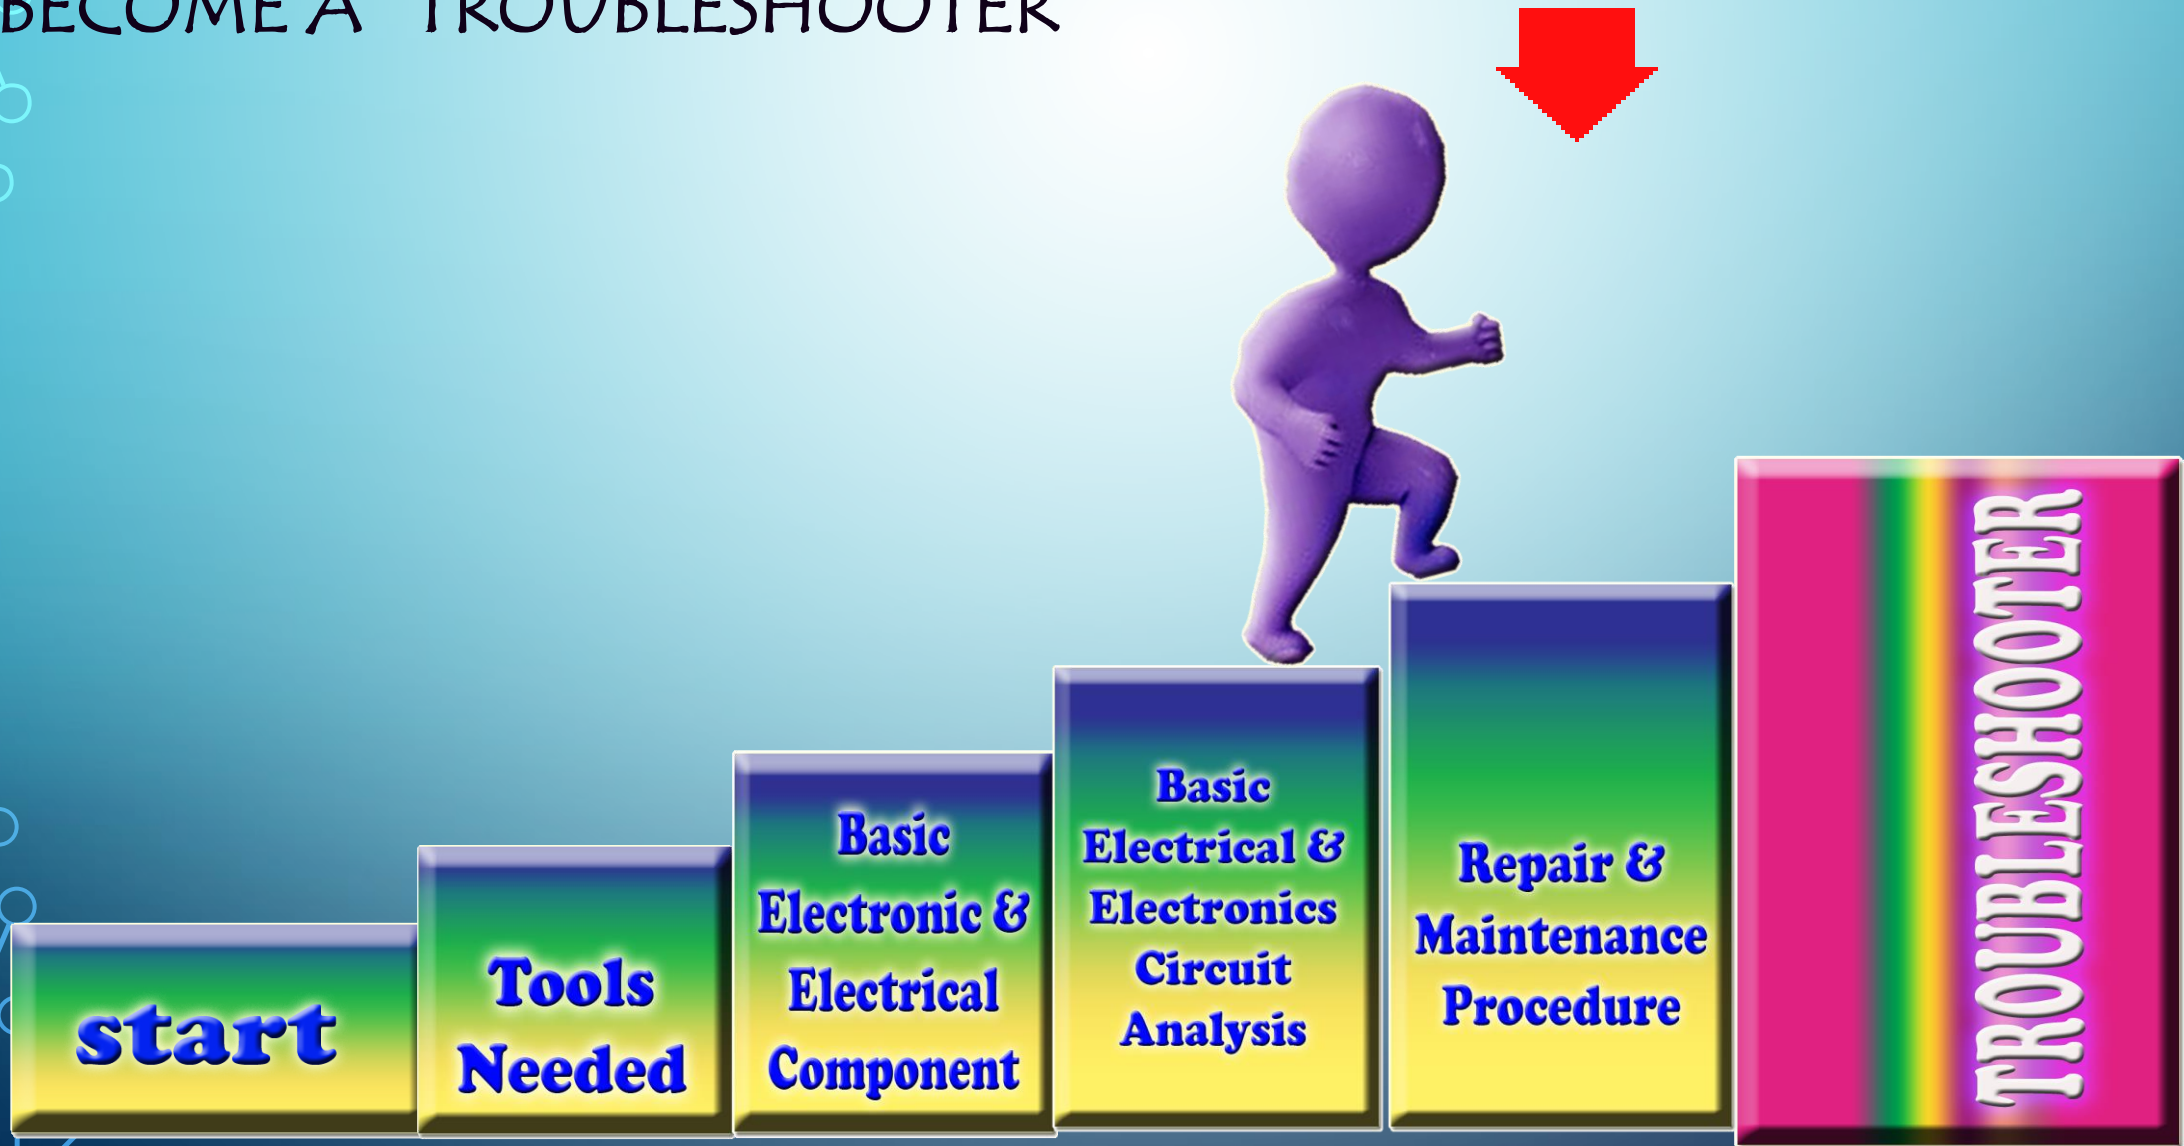 BECOME A TROUBLESHOOTER
start
Tools
Needed
Basic
Electronic &
Electrical
Component
Basic
Electrical &
Electronics
Circuit
Analysis
Repair &
Maintenance
Procedure
TROUBLESHOOTER